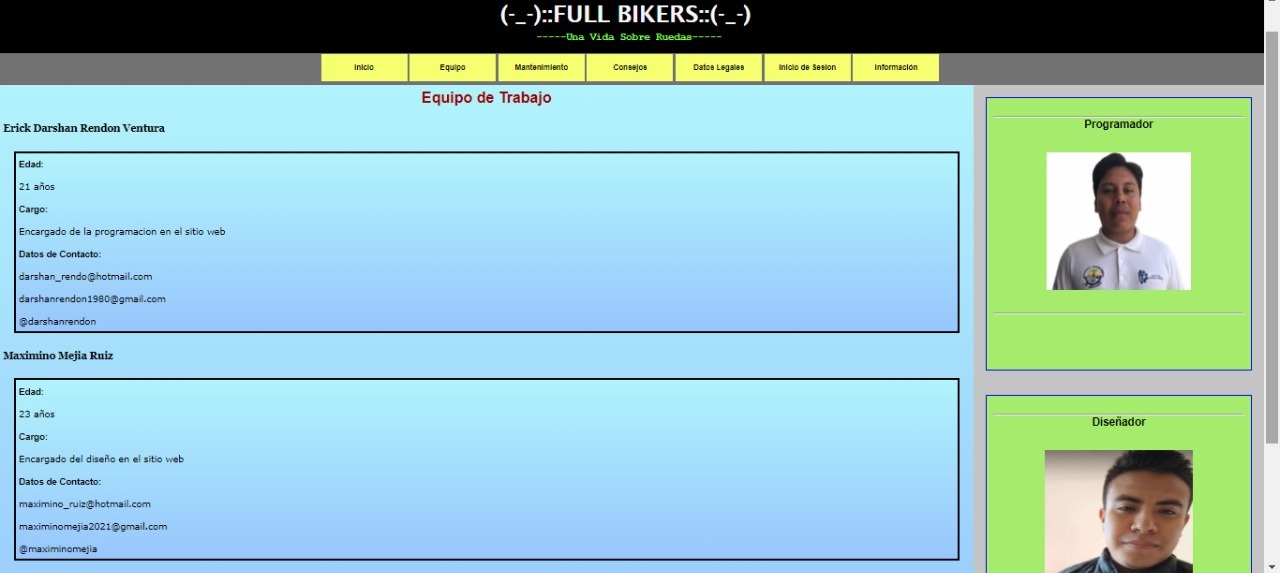 (-_-)::FULL BIKERS::(-_-)
-----Una Vida Sobre Ruedas-----
Inicio
Equipo
Mantenimiento
Consejos
Datos Legales
Inicio de Sesion
Información
Equipo de Trabajo
Erick Darshan Rendon Ventura
Edad:
21 años
Cargo:
Encargado de la programacion en el sitio web
Datos de Contacto:
darshan_rendo@hotmail.com
darshanrendon1980@gmail.com
@darshanrendon
Maximino Mejia Ruiz
Edad:
23 años
Cargo:
Encargado del diseño en el sitio web
Datos de Contacto:
maximino_ruiz@hotmail.com
maximinomejia2021@gmail.com
@maximinomejia
Programador
Diseñador